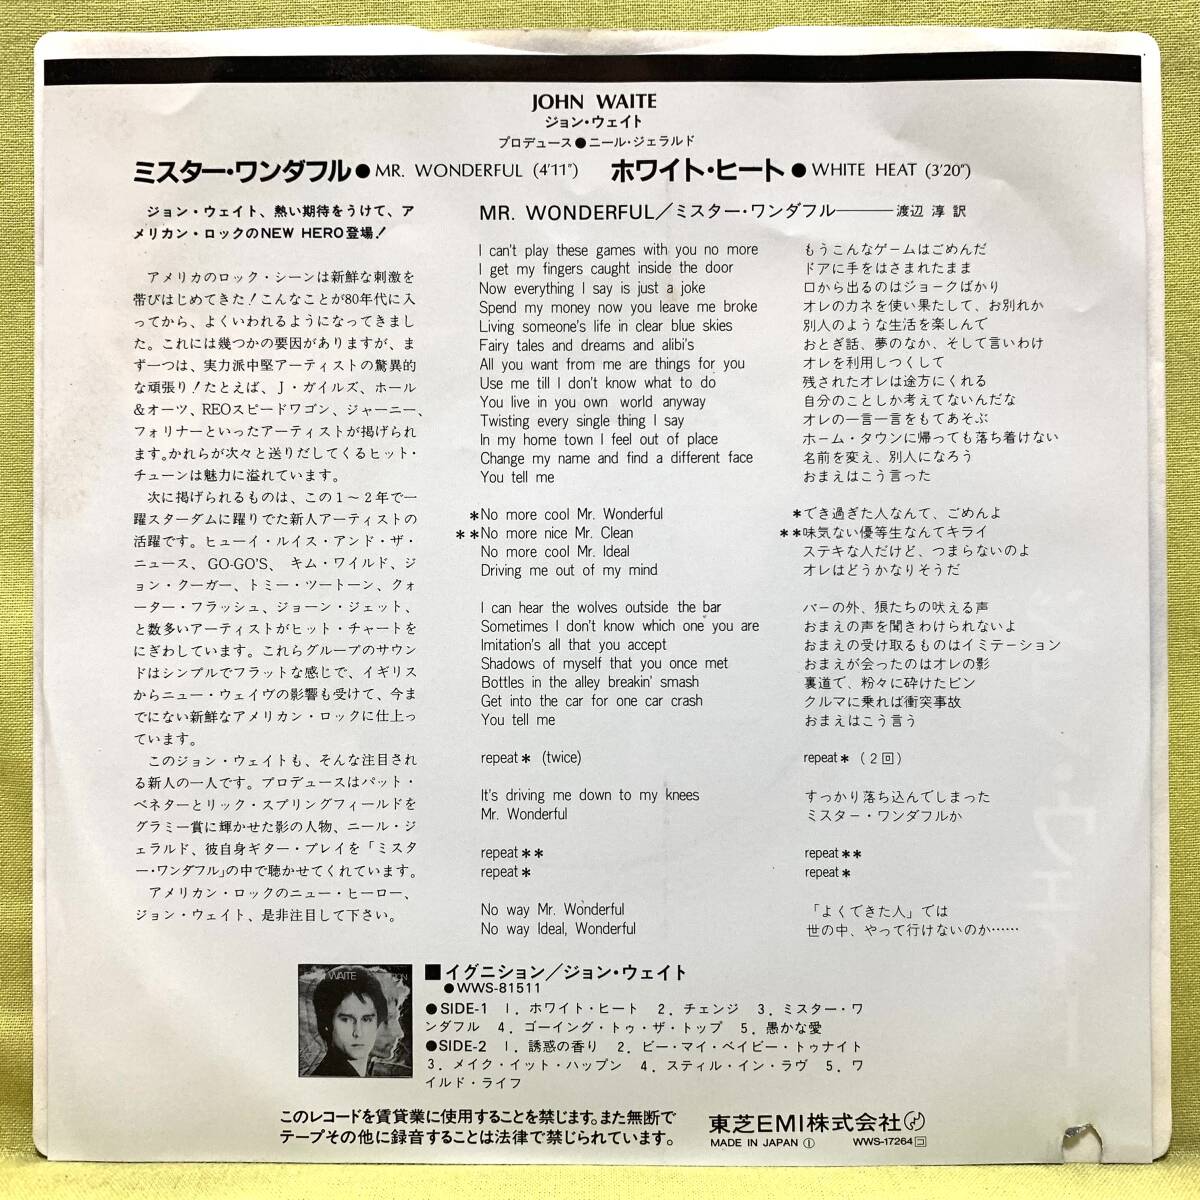 JOHN WAITE
ジョン・ウェイト
プロデュース●ニール・ジェラルド
ミスター・ワンダフル●MR. WONDERFUL (4'11")　ホワイト・ヒート●WHITE HEAT (3'20")
ジョン・ウェイト、熱い期待をうけて、ア
メリカン・ロックのNEW HERO登場!
アメリカのロック・シーンは新鮮な刺激を
帯びはじめてきた!こんなことが80年代に入
ってから、よくいわれるようになってきまし
た。これには幾つかの要因がありますが、ま
ず一つは、実力派中堅アーティストの驚異的
な頑張り!たとえば、J・ガイルズ、ホール
&オーツ、REOスピードワゴン、ジャーニー、
フォリナーといったアーティストが掲げられ
ます。かれらが次々と送りだしてくるヒット・
チューンは魅力に溢れています。
次に掲げられるものは、この1〜2年で一
躍スターダムに躍りでた新人アーティストの
活躍です。ヒューイ・ルイス・アンド・ザ・
ニュース、GO-GO'S、キム・ワイルド、ジ
ョン・クーガー、トミー・ツートーン、クォ
ーター・フラッシュ、ジョーン・ジェット、
と数多いアーティストがヒット・チャートを
にぎわしています。これらグループのサウン
ドはシンプルでフラットな感じで、イギリス
からニュー・ウェイヴの影響も受けて、今ま
でにない新鮮なアメリカン・ロックに仕上っ
ています。
このジョン・ウェイトも、そんな注目され
る新人の一人です。プロデュースはパット・
ベネターとリック・スプリングフィールドを
グラミー賞に輝かせた影の人物、ニール・ジ
ェラルド、彼自身ギター・プレイを「ミスタ
ー・ワンダフル」の中で聴かせてくれています。
アメリカン・ロックのニュー・ヒーロー、
ジョン・ウェイト、是非注目して下さい。
MR. WONDERFUL／ミスター・ワンダフル―――渡辺 淳 訳
I can't play these games with you no more
I get my fingers caught inside the door
Now everything I say is just a joke
Spend my money now you leave me broke
Living someone's life in clear blue skies
Fairy tales and dreams and alibi's
All you want from me are things for you
Use me till I don't know what to do
You live in you own world anyway
Twisting every single thing I say
In my home town I feel out of place
Change my name and find a different face
You tell me
*No more cool Mr. Wonderful
**No more nice Mr. Clean
No more cool Mr. Ideal
Driving me out of my mind
I can hear the wolves outside the bar
Sometimes I don't know which one you are
Imitation's all that you accept
Shadows of myself that you once met
Bottles in the alley breakin' smash
Get into the car for one car crash
You tell me
repeat* (twice)
It's driving me down to my knees
Mr. Wonderful
repeat**
repeat*
No way Mr. Wonderful
No way Ideal, Wonderful
もうこんなゲームはごめんだ
ドアに手をはさまれたまま
口から出るのはジョークばかり
オレのカネを使い果たして、お別れか
別人のような生活を楽しんで
おとぎ話、夢のなか、そして言いわけ
オレを利用しつくして
残されたオレは途方にくれる
自分のことしか考えてないんだな
オレの一言一言をもてあそぶ
ホーム・タウンに帰っても落ち着けない
名前を変え、別人になろう
おまえはこう言った
*でき過ぎた人なんて、ごめんよ
**味気ない優等生なんてキライ
ステキな人だけど、つまらないのよ
オレはどうかなりそうだ
バーの外、狼たちの吠える声
おまえの声を聞きわけられないよ
おまえの受け取るものはイミテーション
おまえが会ったのはオレの影
裏道で、粉々に砕けたビン
クルマに乗れば衝突事故
おまえはこう言う
repeat* (2回)
すっかり落ち込んでしまった
ミスター・ワンダフルか
repeat**
repeat*
「よくできた人」では
世の中、やって行けないのか……
WAITE
■イグニション／ジョン・ウェイト
●WWS-81511
●SIDE-1　1. ホワイト・ヒート　2. チェンジ　3. ミスター・ワ
ンダフル　4. ゴーイング・トゥ・ザ・トップ　5. 愚かな愛
●SIDE-2　1. 誘惑の香り　2. ビー・マイ・ベイビー・トゥナイト
3. メイク・イット・ハップン　4. スティル・イン・ラヴ　5. ワ
イルド・ライフ
このレコードを賃貸業に使用することを禁じます。また無断で
テープその他に録音することは法律で禁じられています。
東芝EMI株式会社
MADE IN JAPAN Ⓘ　WWS-17264
ジョン・ウェイト